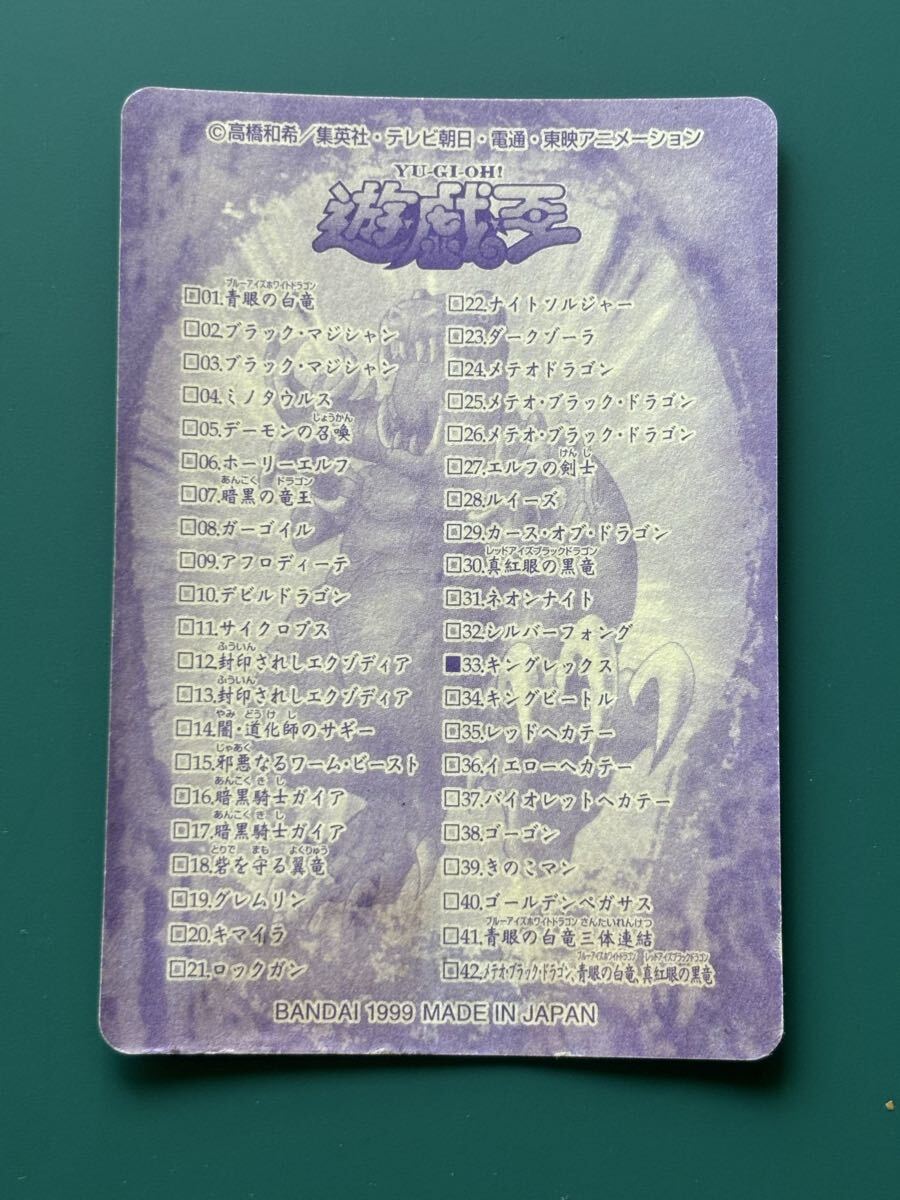 ©高橋和希／集英社・テレビ朝日・電通・東映アニメーション
YU-GI-OH!
遊戯王
ブルーアイズホワイトドラゴン
□01.青眼の白竜
□02.ブラック・マジシャン
□03.ブラック・マジシャン
□04.ミノタウルス
しょうかん
□05.デーモンの召喚
□06.ホーリーエルフ
あんこく ドラゴン
□07.暗黒の竜王
□08.ガーゴイル
□09.アフロディーテ
□10.デビルドラゴン
□11.サイクロプス
ふういん
□12.封印されしエクゾディア
ふういん
□13.封印されしエクゾディア
やみ どうけし
□14.闇・道化師のサギー
じゃあく
□15.邪悪なるワーム・ビースト
あんこくきし
□16.暗黒騎士ガイア
あんこくきし
□17.暗黒騎士ガイア
とりで まも よくりゅう
□18.砦を守る翼竜
□19.グレムリン
□20.キマイラ
□21.ロックガン
□22.ナイトソルジャー
□23.ダークゾーラ
□24.メテオドラゴン
□25.メテオ・ブラック・ドラゴン
□26.メテオ・ブラック・ドラゴン
けんし
□27.エルフの剣士
□28.ルイーズ
□29.カース・オブ・ドラゴン
レッドアイズブラックドラゴン
□30.真紅眼の黒竜
□31.ネオンナイト
□32.シルバーフォング
■33.キングレックス
□34.キングビートル
□35.レッドヘカテー
□36.イエローヘカテー
□37.バイオレットヘカテー
□38.ゴーゴン
□39.きのこマン
□40.ゴールデンペガサス
ブルーアイズホワイトドラゴン さんたいれんけつ
□41.青眼の白竜三体連結
ブルーアイズホワイトドラゴン レッドアイズブラックドラゴン
□42.メテオ・ブラック・ドラゴン、青眼の白竜、真紅眼の黒竜
BANDAI 1999 MADE IN JAPAN